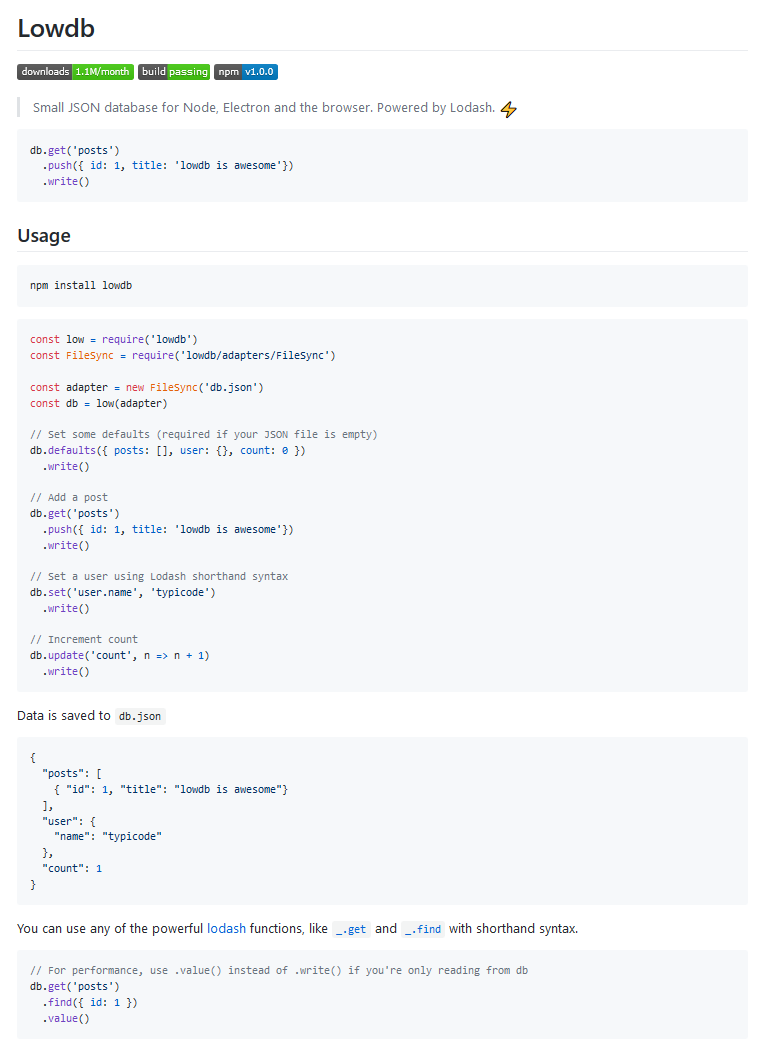 Lowdb
downloads 1.1M/month build passing npm v1.0.0
Small JSON database for Node, Electron and the browser. Powered by Lodash. ⚡
db.get('posts')
  .push({ id: 1, title: 'lowdb is awesome'})
  .write()
Usage
npm install lowdb
const low = require('lowdb')
const FileSync = require('lowdb/adapters/FileSync')
const adapter = new FileSync('db.json')
const db = low(adapter)
// Set some defaults (required if your JSON file is empty)
db.defaults({ posts: [], user: {}, count: 0 })
  .write()
// Add a post
db.get('posts')
  .push({ id: 1, title: 'lowdb is awesome'})
  .write()
// Set a user using Lodash shorthand syntax
db.set('user.name', 'typicode')
  .write()
// Increment count
db.update('count', n => n + 1)
  .write()
Data is saved to db.json
{
  "posts": [
    { "id": 1, "title": "lowdb is awesome"}
  ],
  "user": {
    "name": "typicode"
  },
  "count": 1
}
You can use any of the powerful lodash functions, like _.get and _.find with shorthand syntax.
// For performance, use .value() instead of .write() if you're only reading from db
db.get('posts')
  .find({ id: 1 })
  .value()